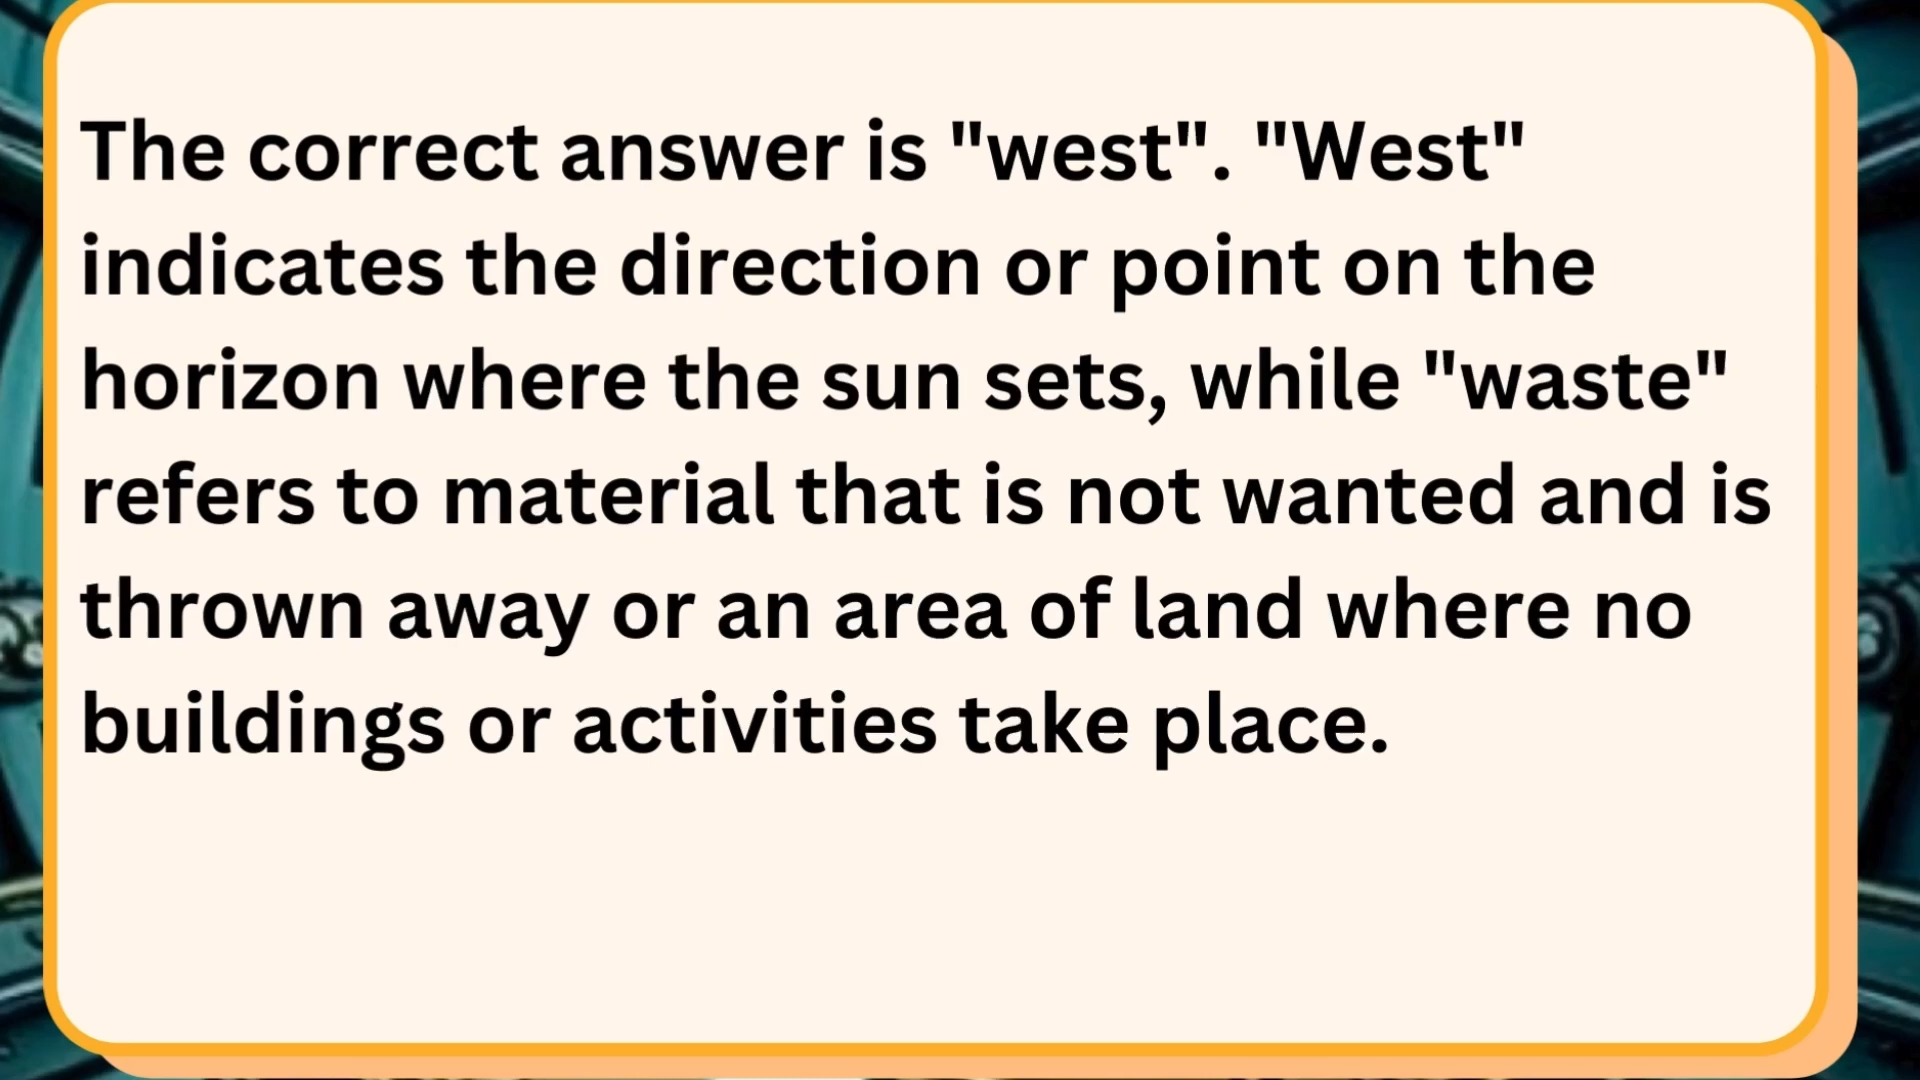 The correct answer is "west". "West"
indicates the direction or point on the
horizon where the sun sets, while "waste"
refers to material that is not wanted and is
thrown away or an area of land where no
buildings or activities take place.